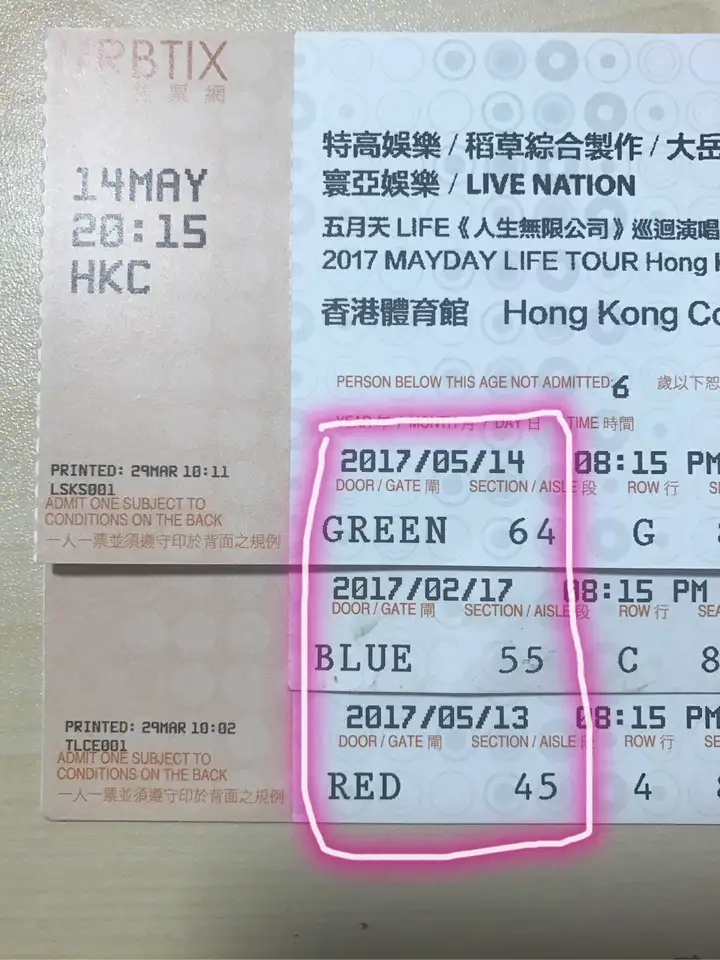 URBTIX
票網
14MAY
20:15
HKC
特高娛樂 / 稻草綜合製作 / 大岳
寰亞娛樂 / LIVE NATION
五月天 LIFE《人生無限公司》巡迴演唱
2017 MAYDAY LIFE TOUR Hong
香港體育館 Hong Kong Co
PERSON BELOW THIS AGE NOT ADMITTED: 6 歲以下恕
YEAR 年 / MONTH 月 / DAY 日 TIME 時間
2017/05/14 08:15 PM
DOOR / GATE 閘 SECTION / AISLE 段 ROW 行
GREEN 64 G
PRINTED: 29MAR 10:11
LSKS001
ADMIT ONE SUBJECT TO
CONDITIONS ON THE BACK
一人一票並須遵守印於背面之規例
2017/02/17 08:15 PM
DOOR / GATE 閘 SECTION / AISLE 段 ROW 行 SEA
BLUE 55 C 8
2017/05/13 08:15 PM
DOOR / GATE 閘 SECTION / AISLE 段 ROW 行 SE
RED 45 4
PRINTED: 29MAR 10:02
TLCE001
ADMIT ONE SUBJECT TO
CONDITIONS ON THE BACK
一人一票並須遵守印於背面之規例